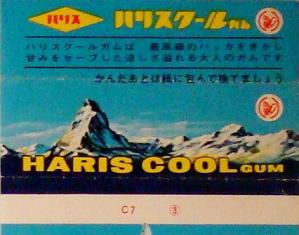 ハリス ハリスクールガム
ハリスクールガムは 最高級のハッカをきかし
甘みをセーブした涼しさ溢れる大人のガムです
かんだあとは紙に包んで捨てましょう
HARIS COOL GUM
C7 ③